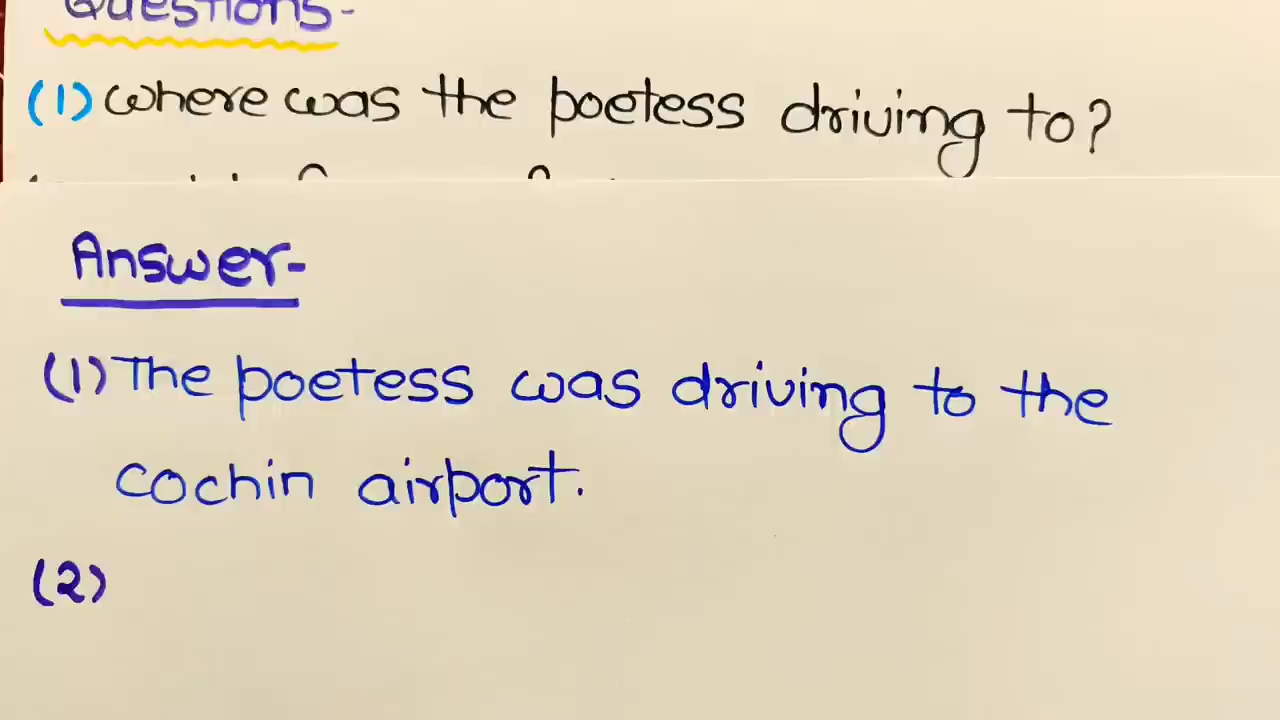 Questions-
(1) where was the poetess driving to?
Answer-
(1) The poetess was driving to the
cochin airport.
(2)